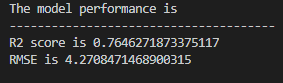 The model performance is
--------------------------------------
R2 score is 0.7646271873375117
RMSE is 4.2708471468900315